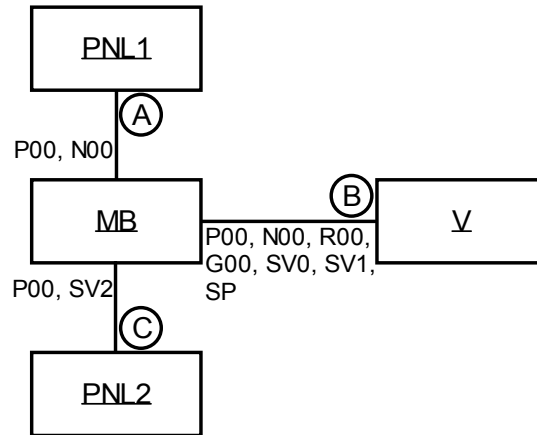 PNL1
A
P00, N00
MB
B
V
P00, N00, R00,
G00, SV0, SV1,
SP
P00, SV2
C
PNL2